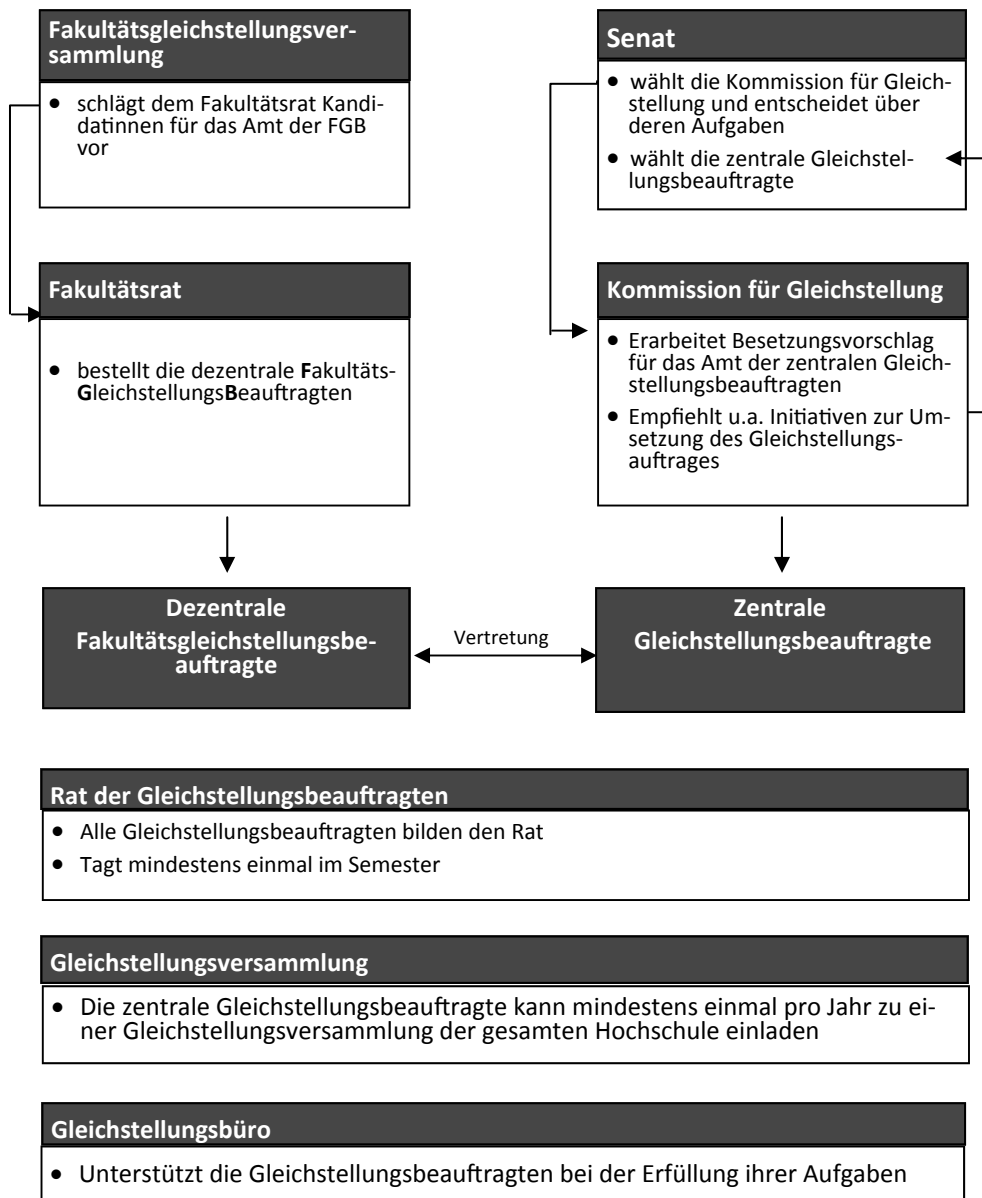 Fakultätsgleichstellungsver-
sammlung
• schlägt dem Fakultätsrat Kandi-
datinnen für das Amt der FGB
vor
Senat
• wählt die Kommission für Gleich-
stellung und entscheidet über
deren Aufgaben
• wählt die zentrale Gleichstel-
lungsbeauftragte
Fakultätsrat
• bestellt die dezentrale Fakultäts-
GleichstellungsBeauftragten
Kommission für Gleichstellung
• Erarbeitet Besetzungsvorschlag
für das Amt der zentralen Gleich-
stellungsbeauftragten
• Empfiehlt u.a. Initiativen zur Um-
setzung des Gleichstellungs-
auftrages
Dezentrale
Fakultätsgleichstellungsbe-
auftragte
Vertretung
Zentrale
Gleichstellungsbeauftragte
Rat der Gleichstellungsbeauftragten
• Alle Gleichstellungsbeauftragten bilden den Rat
• Tagt mindestens einmal im Semester
Gleichstellungsversammlung
• Die zentrale Gleichstellungsbeauftragte kann mindestens einmal pro Jahr zu ei-
ner Gleichstellungsversammlung der gesamten Hochschule einladen
Gleichstellungsbüro
• Unterstützt die Gleichstellungsbeauftragten bei der Erfüllung ihrer Aufgaben